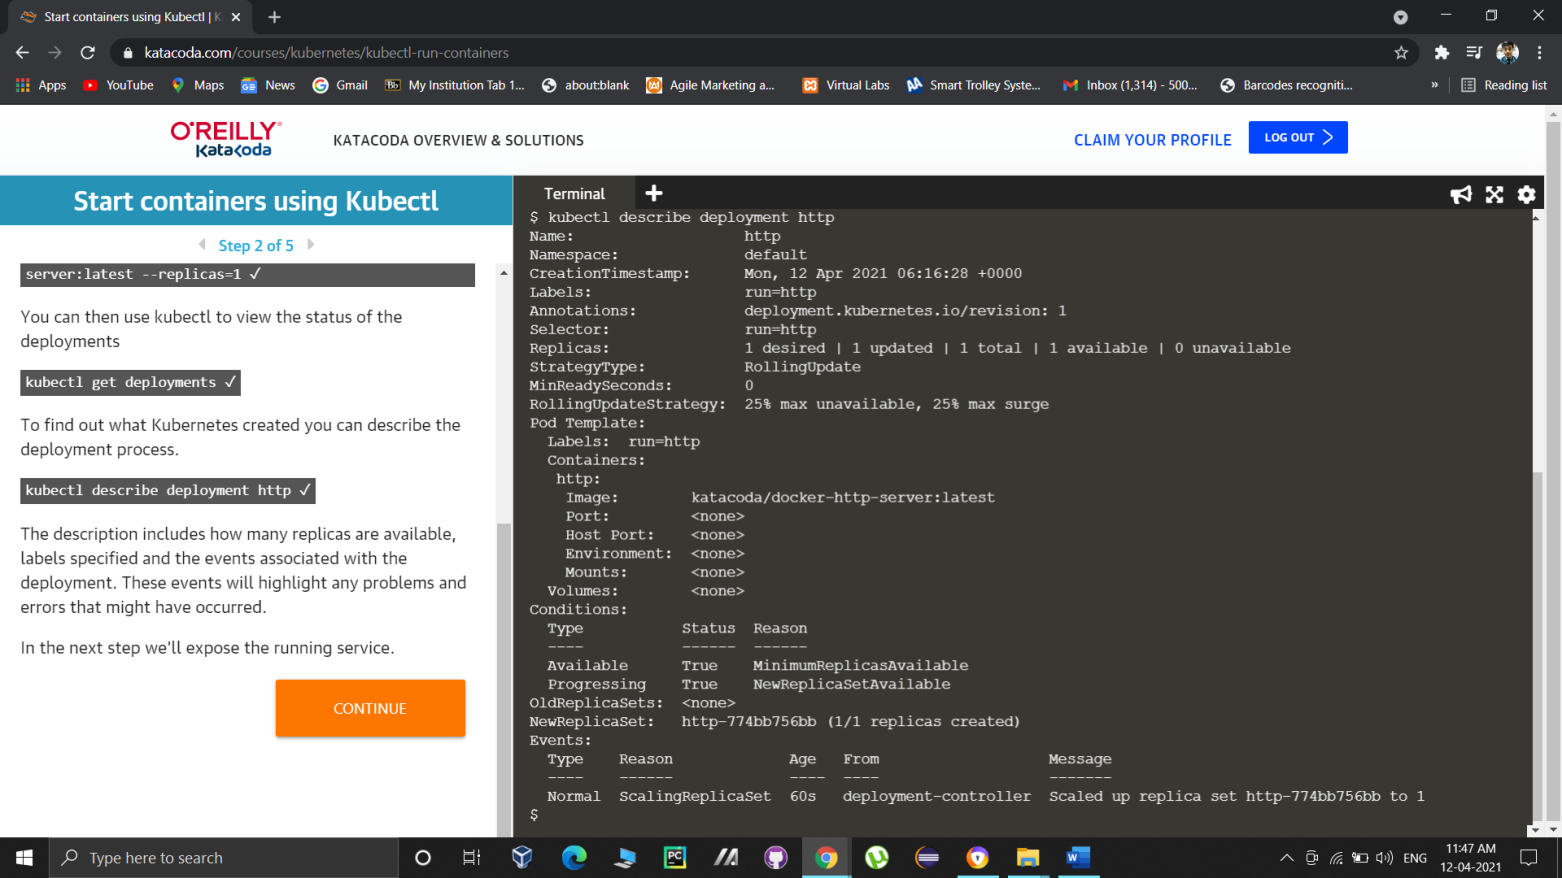 Start containers using Kubectl | K
katacoda.com/courses/kubernetes/kubectl-run-containers
Apps YouTube Maps News Gmail My Institution Tab 1... about:blank Agile Marketing a... Virtual Labs Smart Trolley Syste... Inbox (1,314) - 500... Barcodes recogniti... » Reading list
O'REILLY
Katacoda
KATACODA OVERVIEW & SOLUTIONS
CLAIM YOUR PROFILE
LOG OUT
Start containers using Kubectl
Step 2 of 5
server:latest --replicas=1 ✓
You can then use kubectl to view the status of the
deployments
kubectl get deployments ✓
To find out what Kubernetes created you can describe the
deployment process.
kubectl describe deployment http ✓
The description includes how many replicas are available,
labels specified and the events associated with the
deployment. These events will highlight any problems and
errors that might have occurred.
In the next step we'll expose the running service.
CONTINUE
Terminal
$ kubectl describe deployment http
Name: http
Namespace: default
CreationTimestamp: Mon, 12 Apr 2021 06:16:28 +0000
Labels: run=http
Annotations: deployment.kubernetes.io/revision: 1
Selector: run=http
Replicas: 1 desired | 1 updated | 1 total | 1 available | 0 unavailable
StrategyType: RollingUpdate
MinReadySeconds: 0
RollingUpdateStrategy: 25% max unavailable, 25% max surge
Pod Template:
Labels: run=http
Containers:
http:
Image: katacoda/docker-http-server:latest
Port: <none>
Host Port: <none>
Environment: <none>
Mounts: <none>
Volumes: <none>
Conditions:
Type Status Reason
---- ------ ------
Available True MinimumReplicasAvailable
Progressing True NewReplicaSetAvailable
OldReplicaSets: <none>
NewReplicaSet: http-774bb756bb (1/1 replicas created)
Events:
Type Reason Age From Message
---- ------ ---- ---- -------
Normal ScalingReplicaSet 60s deployment-controller Scaled up replica set http-774bb756bb to 1
$
Type here to search
PC
W
ENG
11:47 AM
12-04-2021